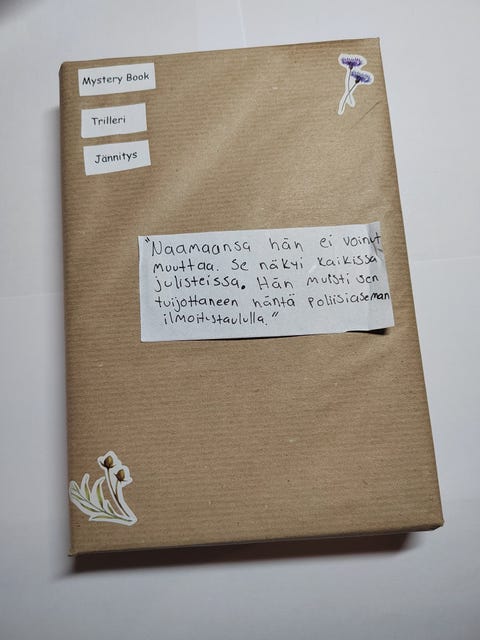 Mystery Book
Trilleri
Jännitys
"Naamaansa hän ei voinut
muuttaa. Se näkyi kaikissa
julisteissa. Hän muisti sen
tuijottaneen häntä poliisiaseman
ilmoitustaululla."